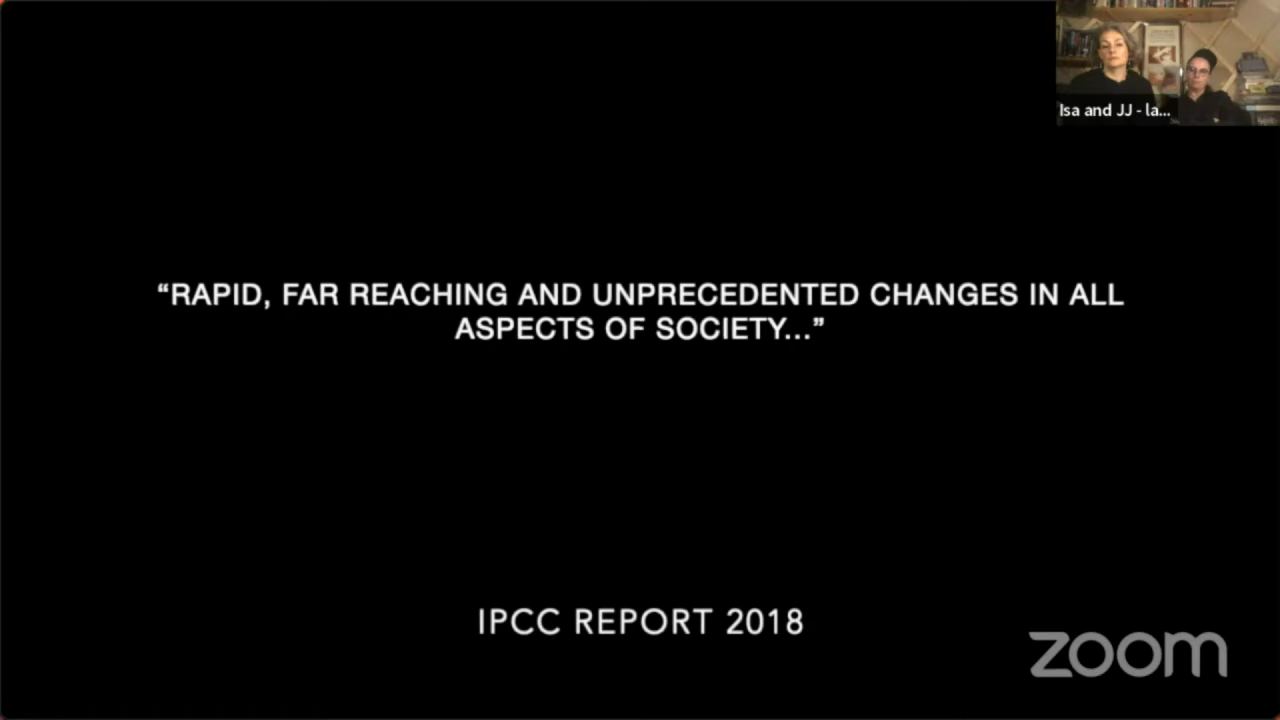 Isa and JJ - la...
“RAPID, FAR REACHING AND UNPRECEDENTED CHANGES IN ALL
ASPECTS OF SOCIETY...”
IPCC REPORT 2018
zoom